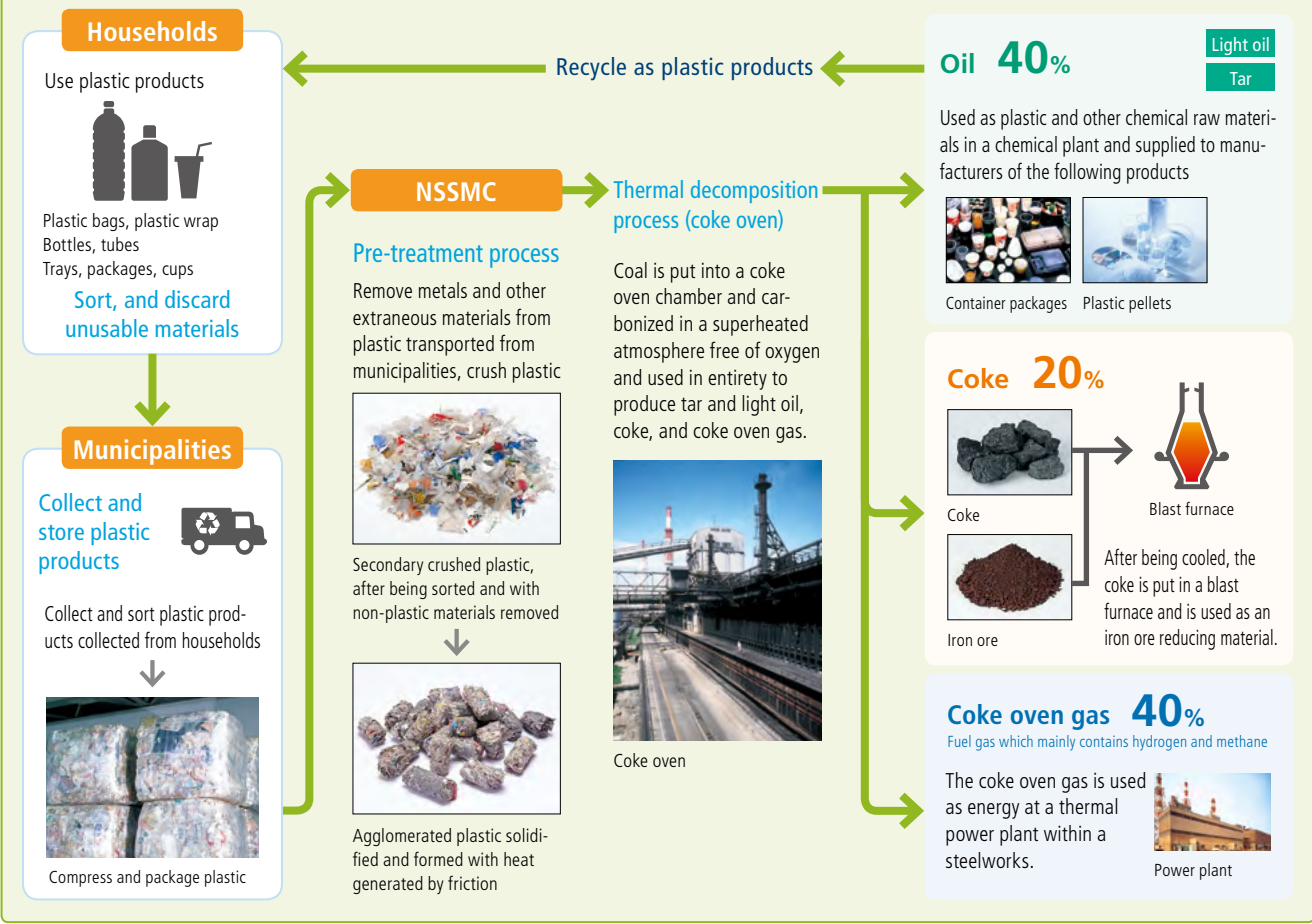 Households
Use plastic products
Plastic bags, plastic wrap
Bottles, tubes
Trays, packages, cups
Sort, and discard
unusable materials
Municipalities
Collect and
store plastic
products
Collect and sort plastic prod-
ucts collected from households
Compress and package plastic
NSSMC
Pre-treatment process
Remove metals and other
extraneous materials from
plastic transported from
municipalities, crush plastic
Secondary crushed plastic,
after being sorted and with
non-plastic materials removed
Agglomerated plastic solidi-
fied and formed with heat
generated by friction
Thermal decomposition
process (coke oven)
Coal is put into a coke
oven chamber and car-
bonized in a superheated
atmosphere free of oxygen
and used in entirety to
produce tar and light oil,
coke, and coke oven gas.
Coke oven
Recycle as plastic products
Oil 40%
Light oil
Tar
Used as plastic and other chemical raw materi-
als in a chemical plant and supplied to manu-
facturers of the following products
Container packages
Plastic pellets
Coke 20%
Coke
Iron ore
Blast furnace
After being cooled, the
coke is put in a blast
furnace and is used as an
iron ore reducing material.
Coke oven gas 40%
Fuel gas which mainly contains hydrogen and methane
The coke oven gas is used
as energy at a thermal
power plant within a
steelworks.
Power plant